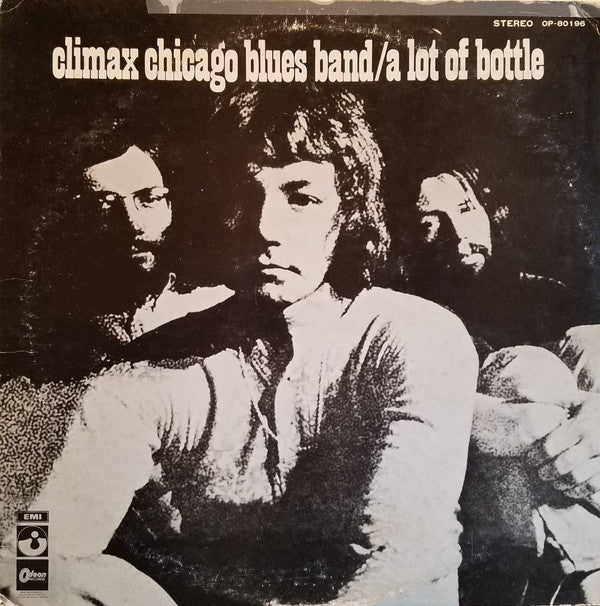 STEREO OP-80196
climax chicago blues band/a lot of bottle
EMI
Odeon